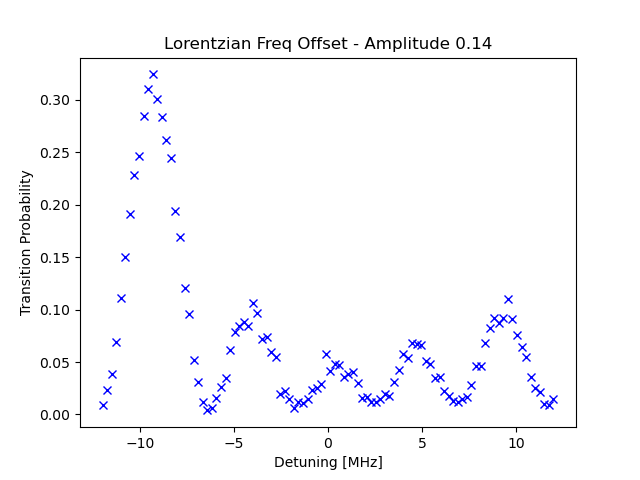 Lorentzian Freq Offset - Amplitude 0.14
0.30
0.25
0.20
0.15
0.10
0.05
0.00
Transition Probability
−10 −5 0 5 10
Detuning [MHz]